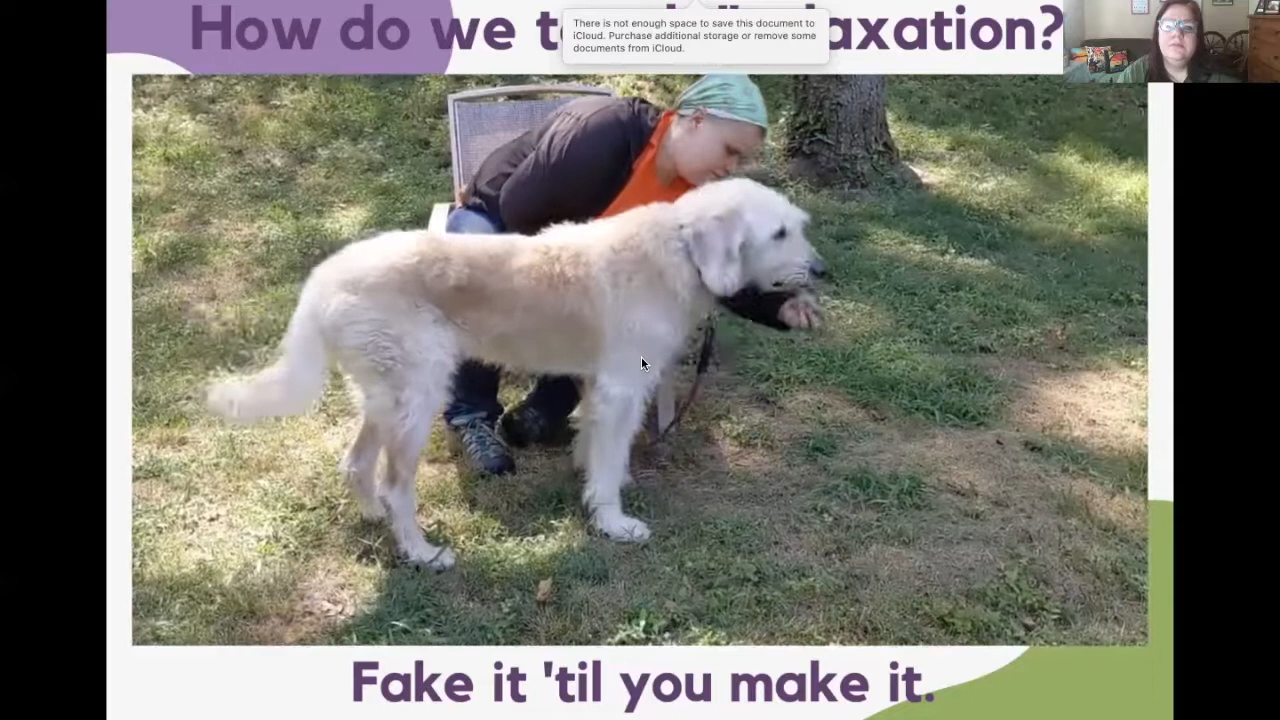 How do we t
axation?
There is not enough space to save this document to
iCloud. Purchase additional storage or remove some
documents from iCloud.
Fake it 'til you make it.